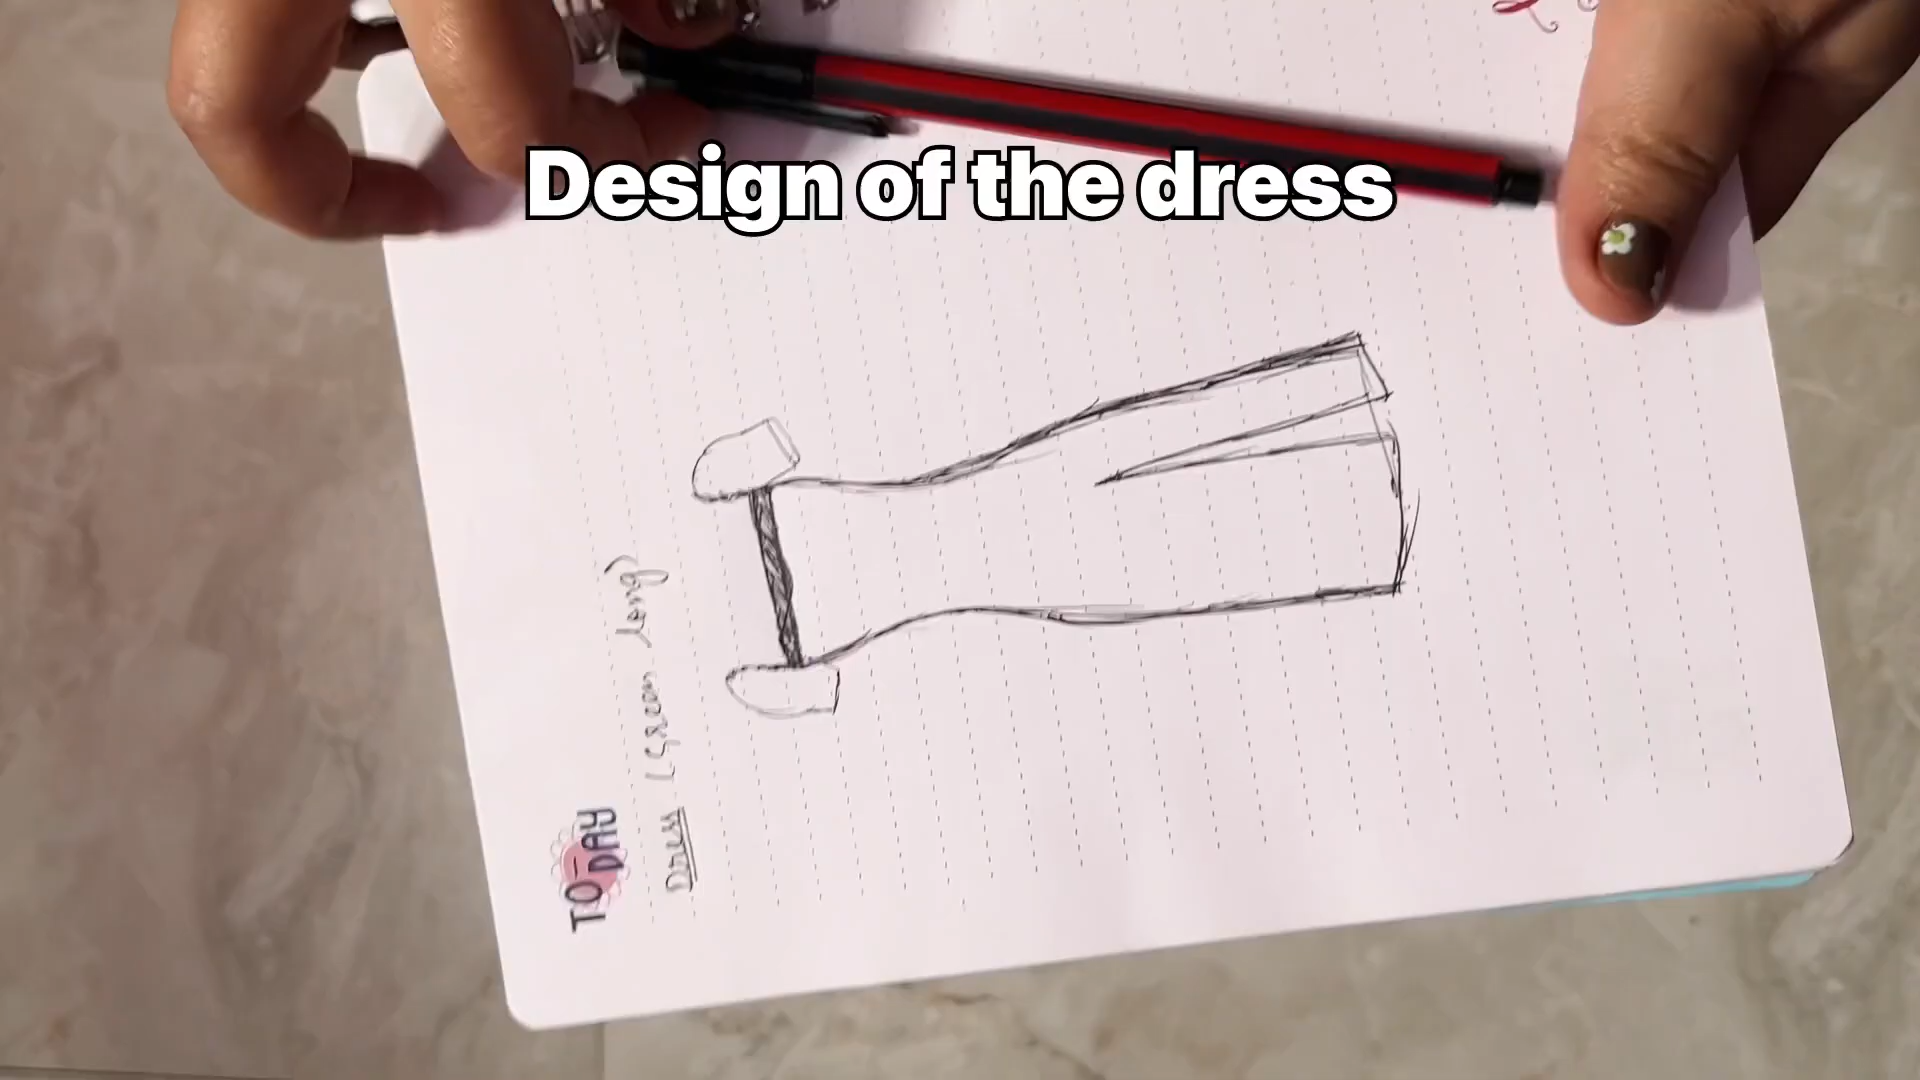 Design of the dress
TO-DAY
Dress (Green long)